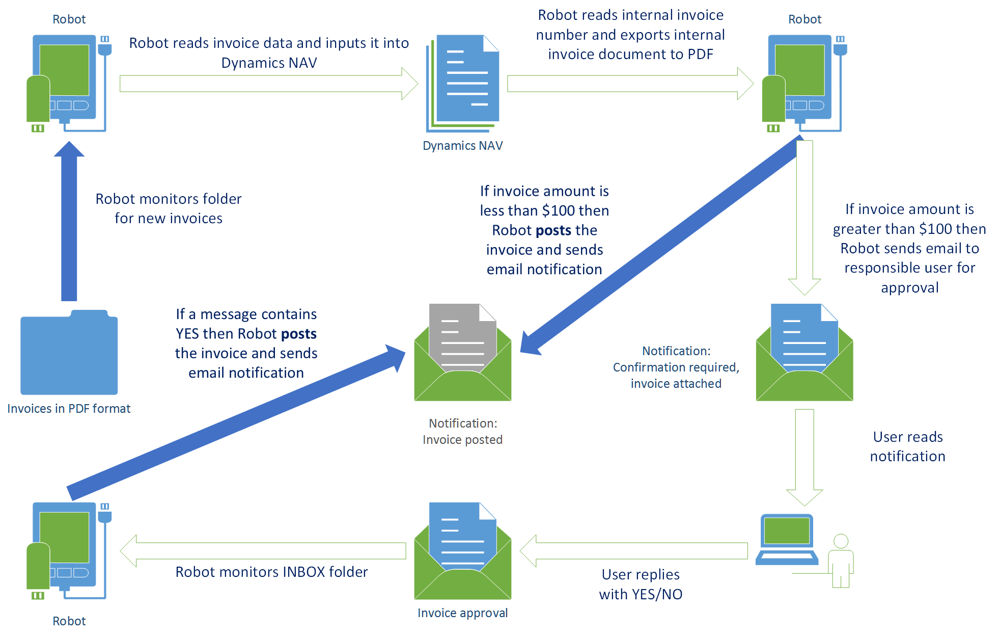 Robot
Robot reads invoice data and inputs it into
Dynamics NAV
Robot reads internal invoice
number and exports internal
invoice document to PDF
Robot
Dynamics NAV
Robot monitors folder
for new invoices
If invoice amount is
less than $100 then
Robot posts the
invoice and sends
email notification
If invoice amount is
greater than $100 then
Robot sends email to
responsible user for
approval
If a message contains
YES then Robot posts
the invoice and sends
email notification
Notification:
Confirmation required,
invoice attached
Invoices in PDF format
Notification:
Invoice posted
User reads
notification
Robot monitors INBOX folder
User replies
with YES/NO
Invoice approval
Robot